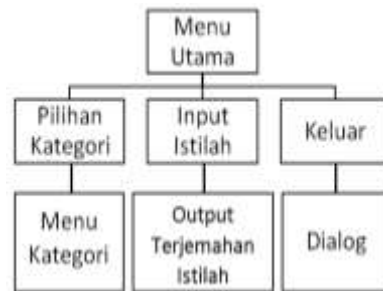 Menu
Utama
Pilihan
Kategori
Input
Istilah
Keluar
Menu
Kategori
Output
Terjemahan
Istilah
Dialog